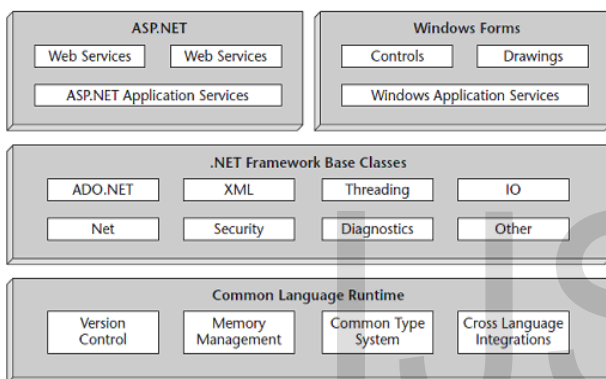 ASP.NET
Web Services
Web Services
ASP.NET Application Services
Windows Forms
Controls
Drawings
Windows Application Services
.NET Framework Base Classes
ADO.NET
XML
Threading
IO
Net
Security
Diagnostics
Other
Common Language Runtime
Version
Control
Memory
Management
Common Type
System
Cross Language
Integrations
IJS